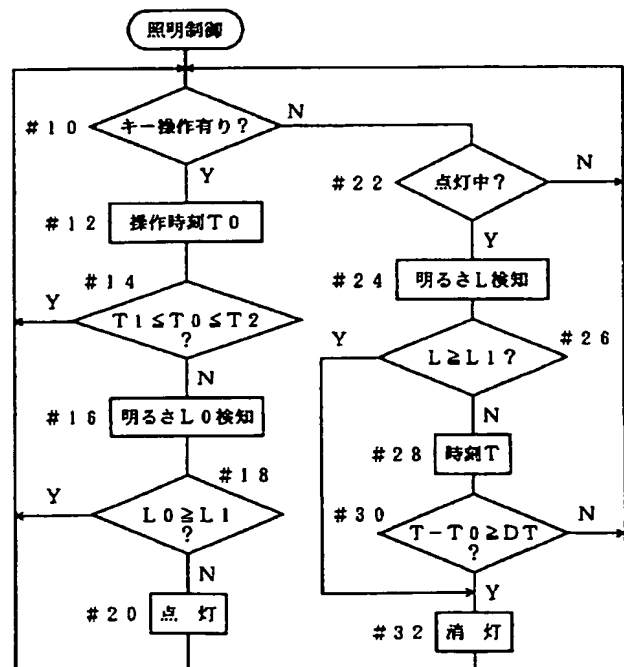 照明制御
#10
キー操作有り?
N
Y
#12
操作時刻T0
#14
Y
T1≦T0≦T2
?
N
#16
明るさL0検知
#18
Y
L0≧L1
?
N
#20
点 灯
#22
点灯中?
N
Y
#24
明るさL検知
#26
Y
L≧L1?
N
#28
時刻T
#30
T-T0≧DT
?
N
Y
#32
消 灯